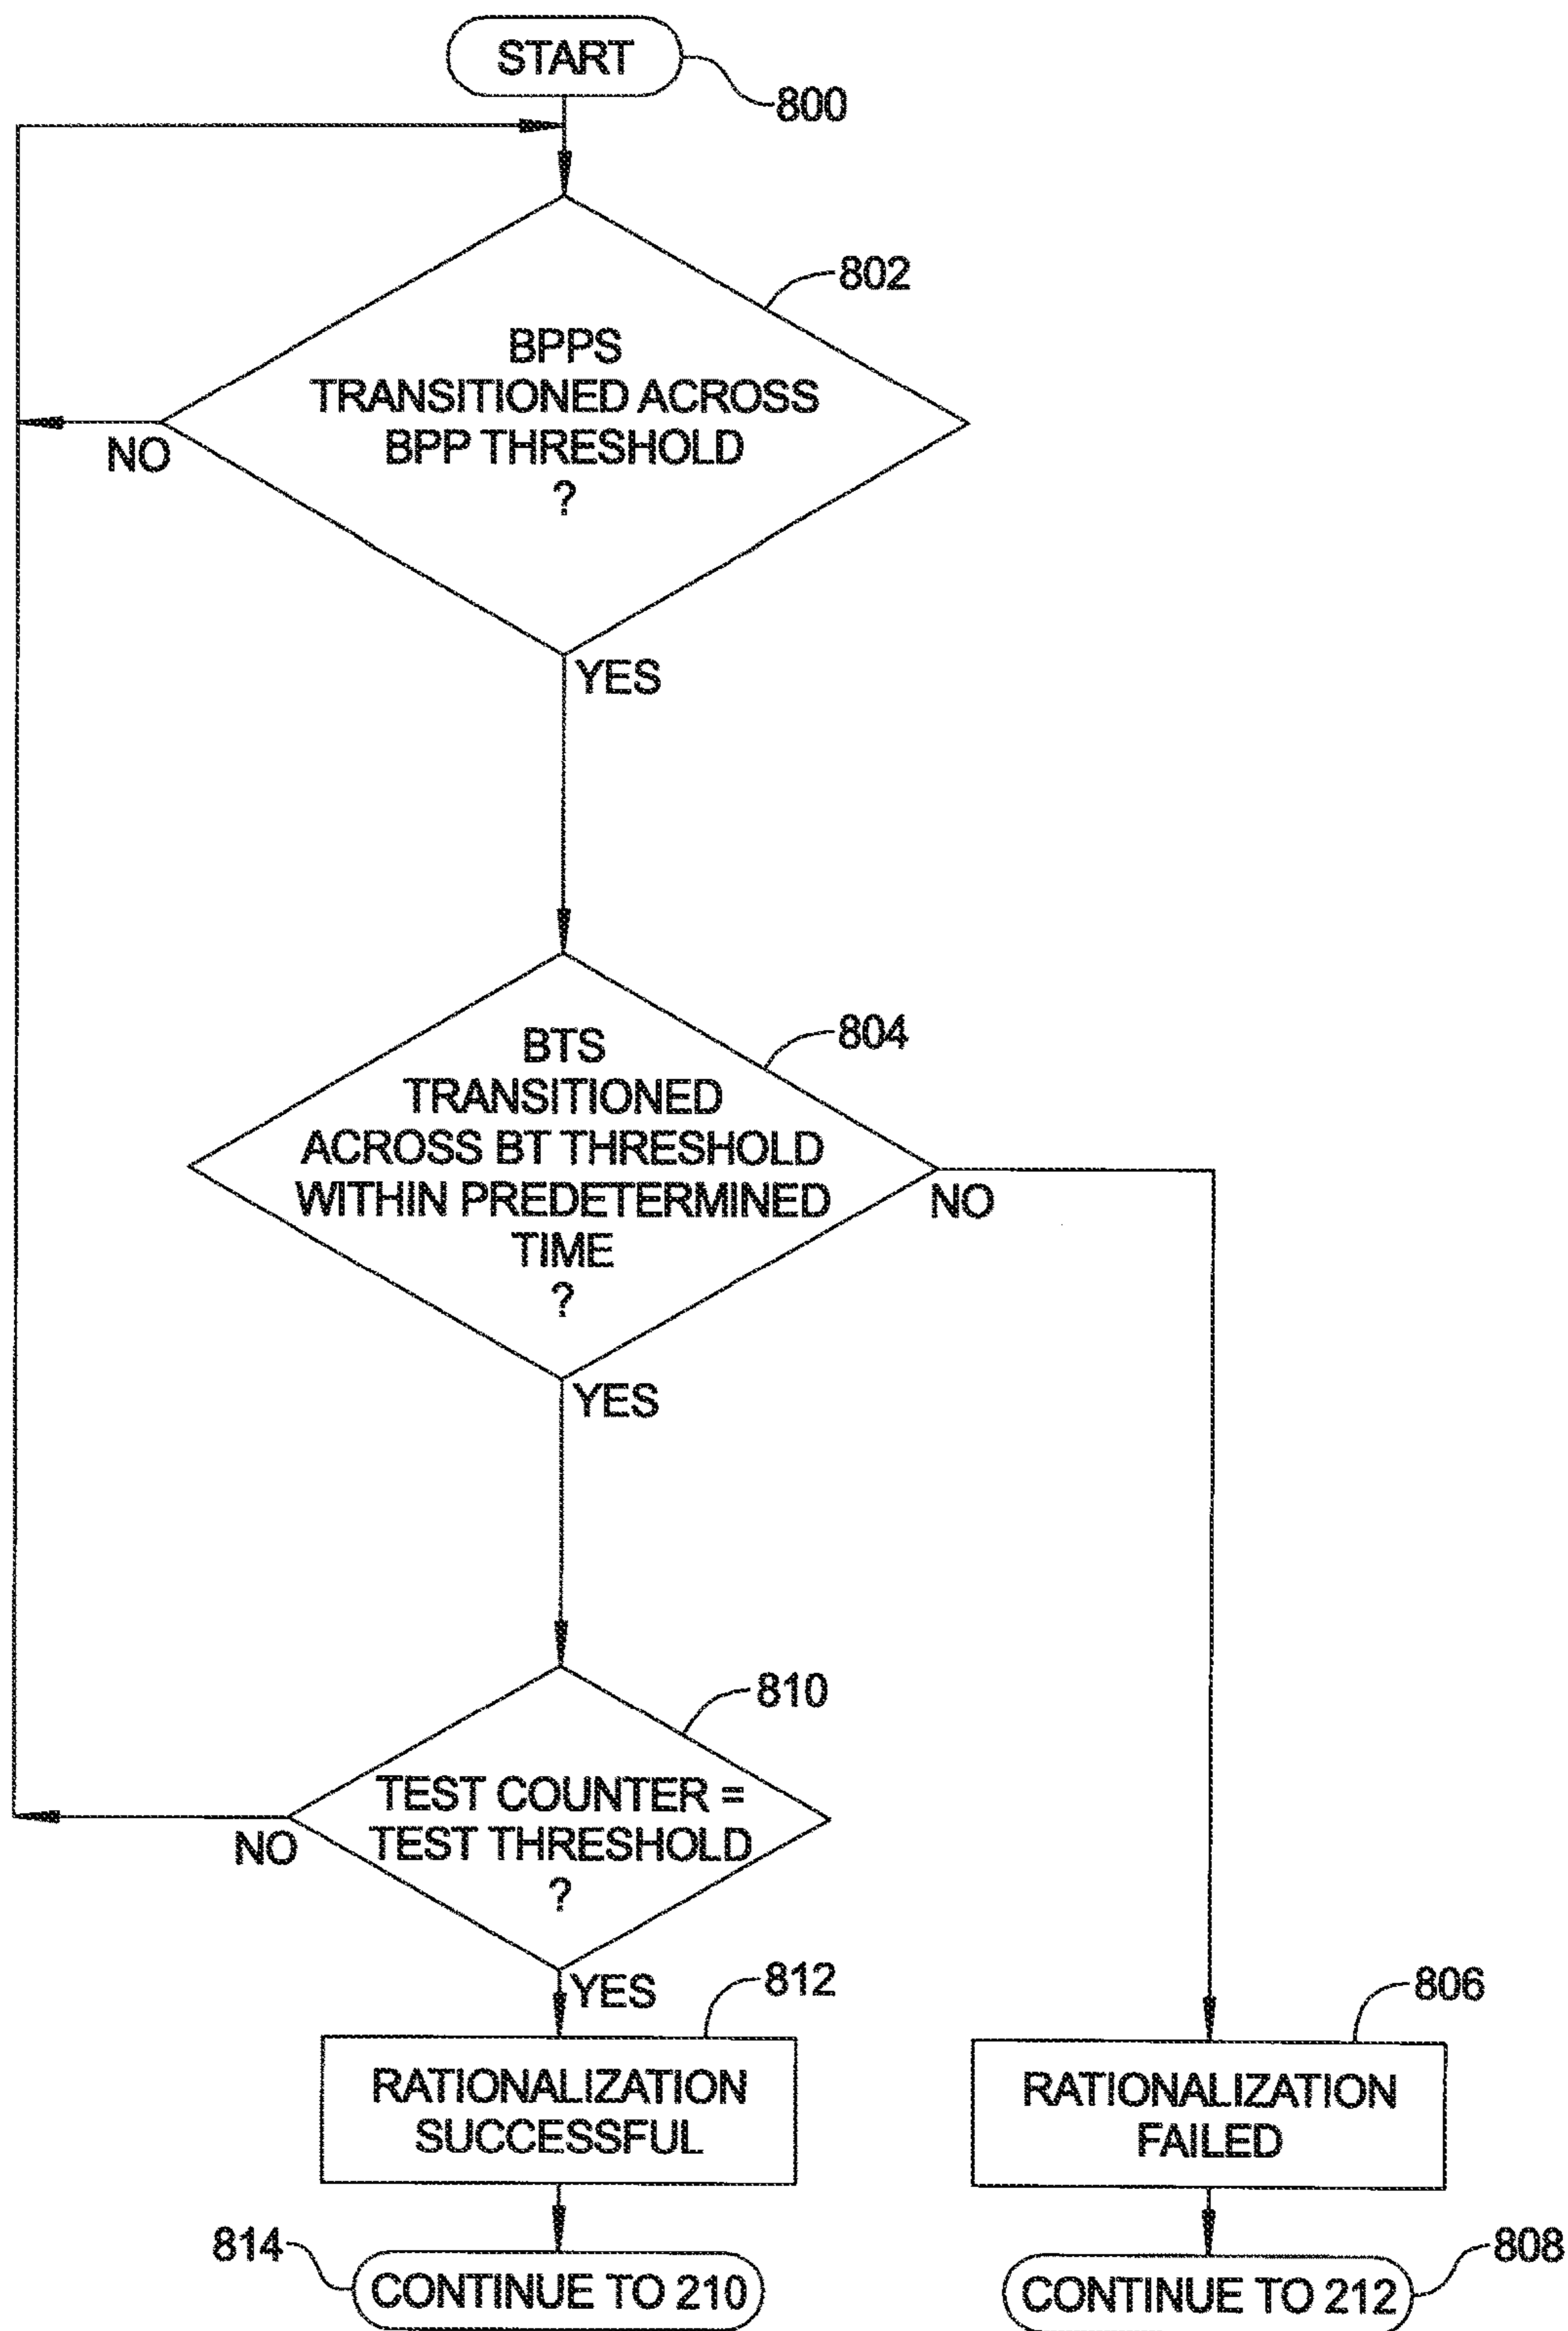 START
800
802
BPPS
TRANSITIONED ACROSS
BPP THRESHOLD
?
NO
YES
804
BTS
TRANSITIONED
ACROSS BT THRESHOLD
WITHIN PREDETERMINED
TIME
?
NO
YES
810
TEST COUNTER =
TEST THRESHOLD
?
NO
YES
812
806
RATIONALIZATION
SUCCESSFUL
RATIONALIZATION
FAILED
814
CONTINUE TO 210
808
CONTINUE TO 212